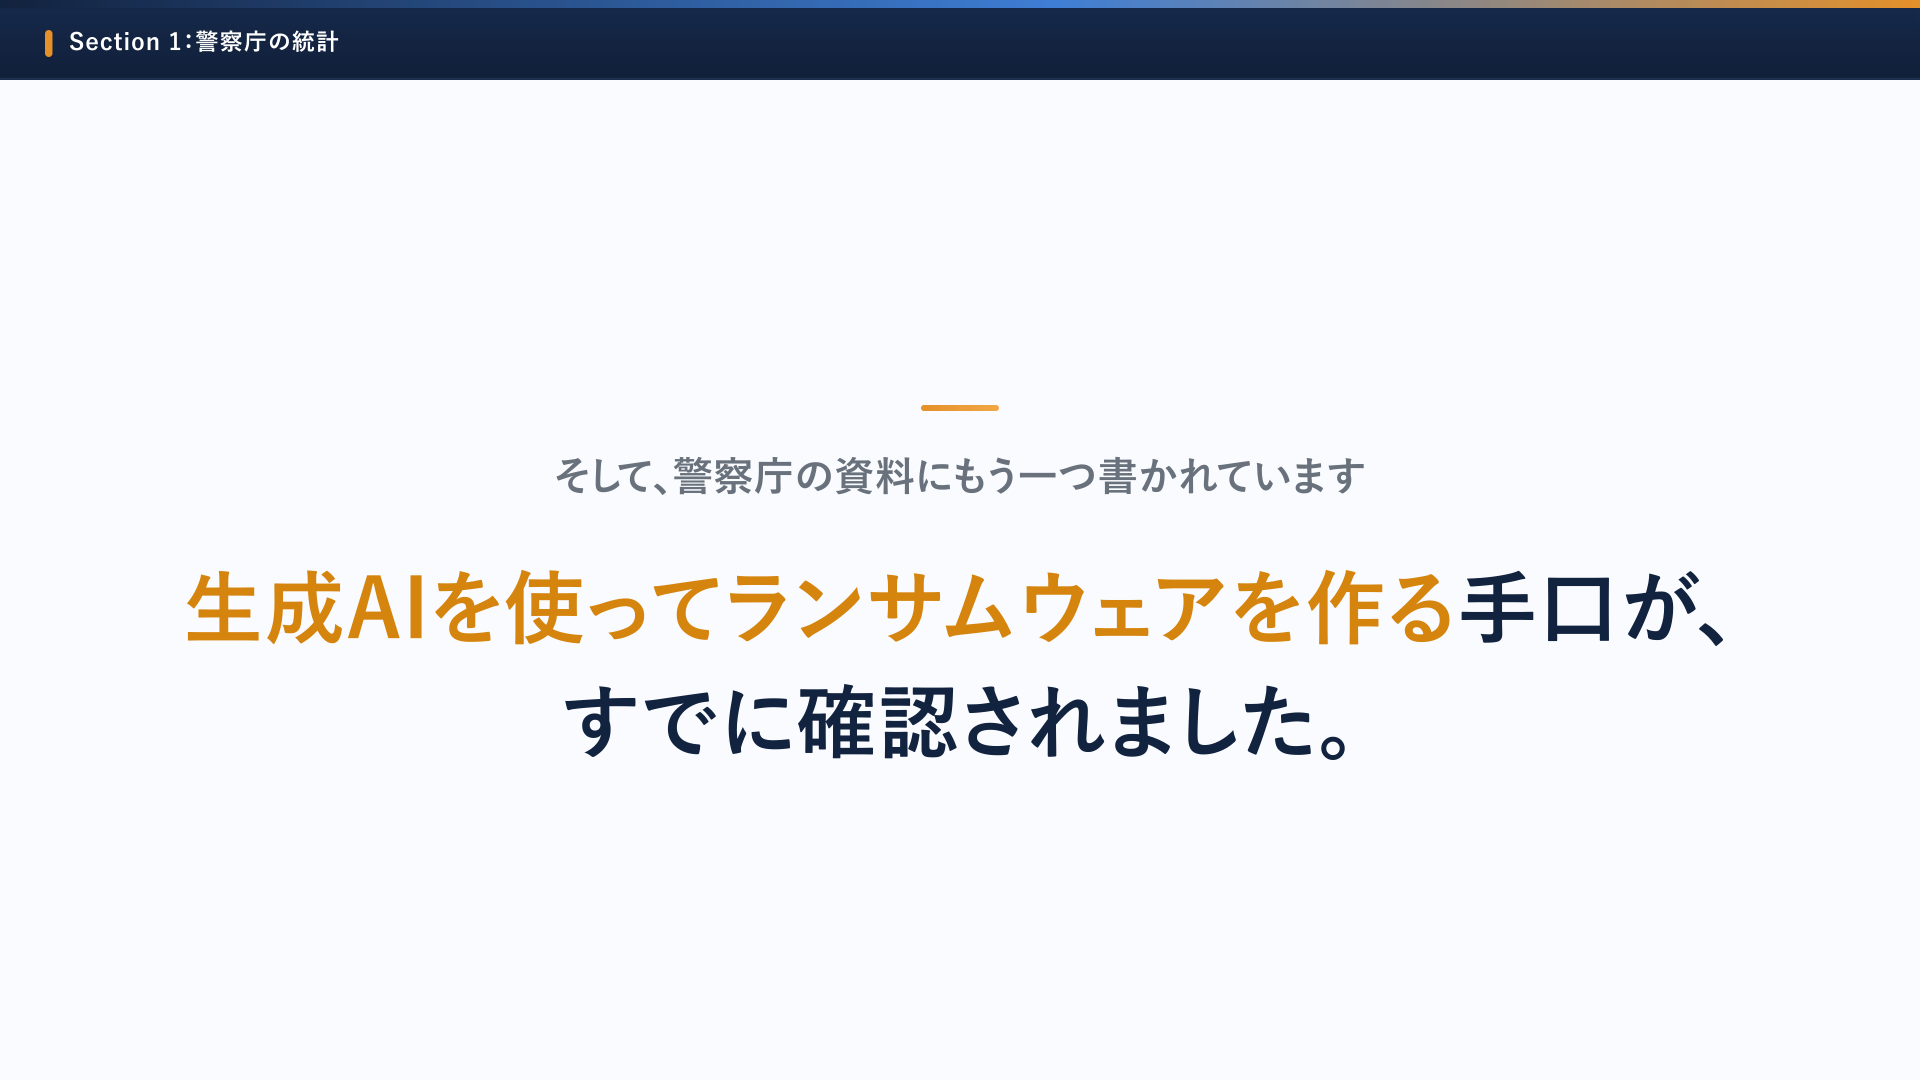 Section 1：警察庁の統計
そして、警察庁の資料にもう一つ書かれています
生成AIを使ってランサムウェアを作る手口が、
すでに確認されました。